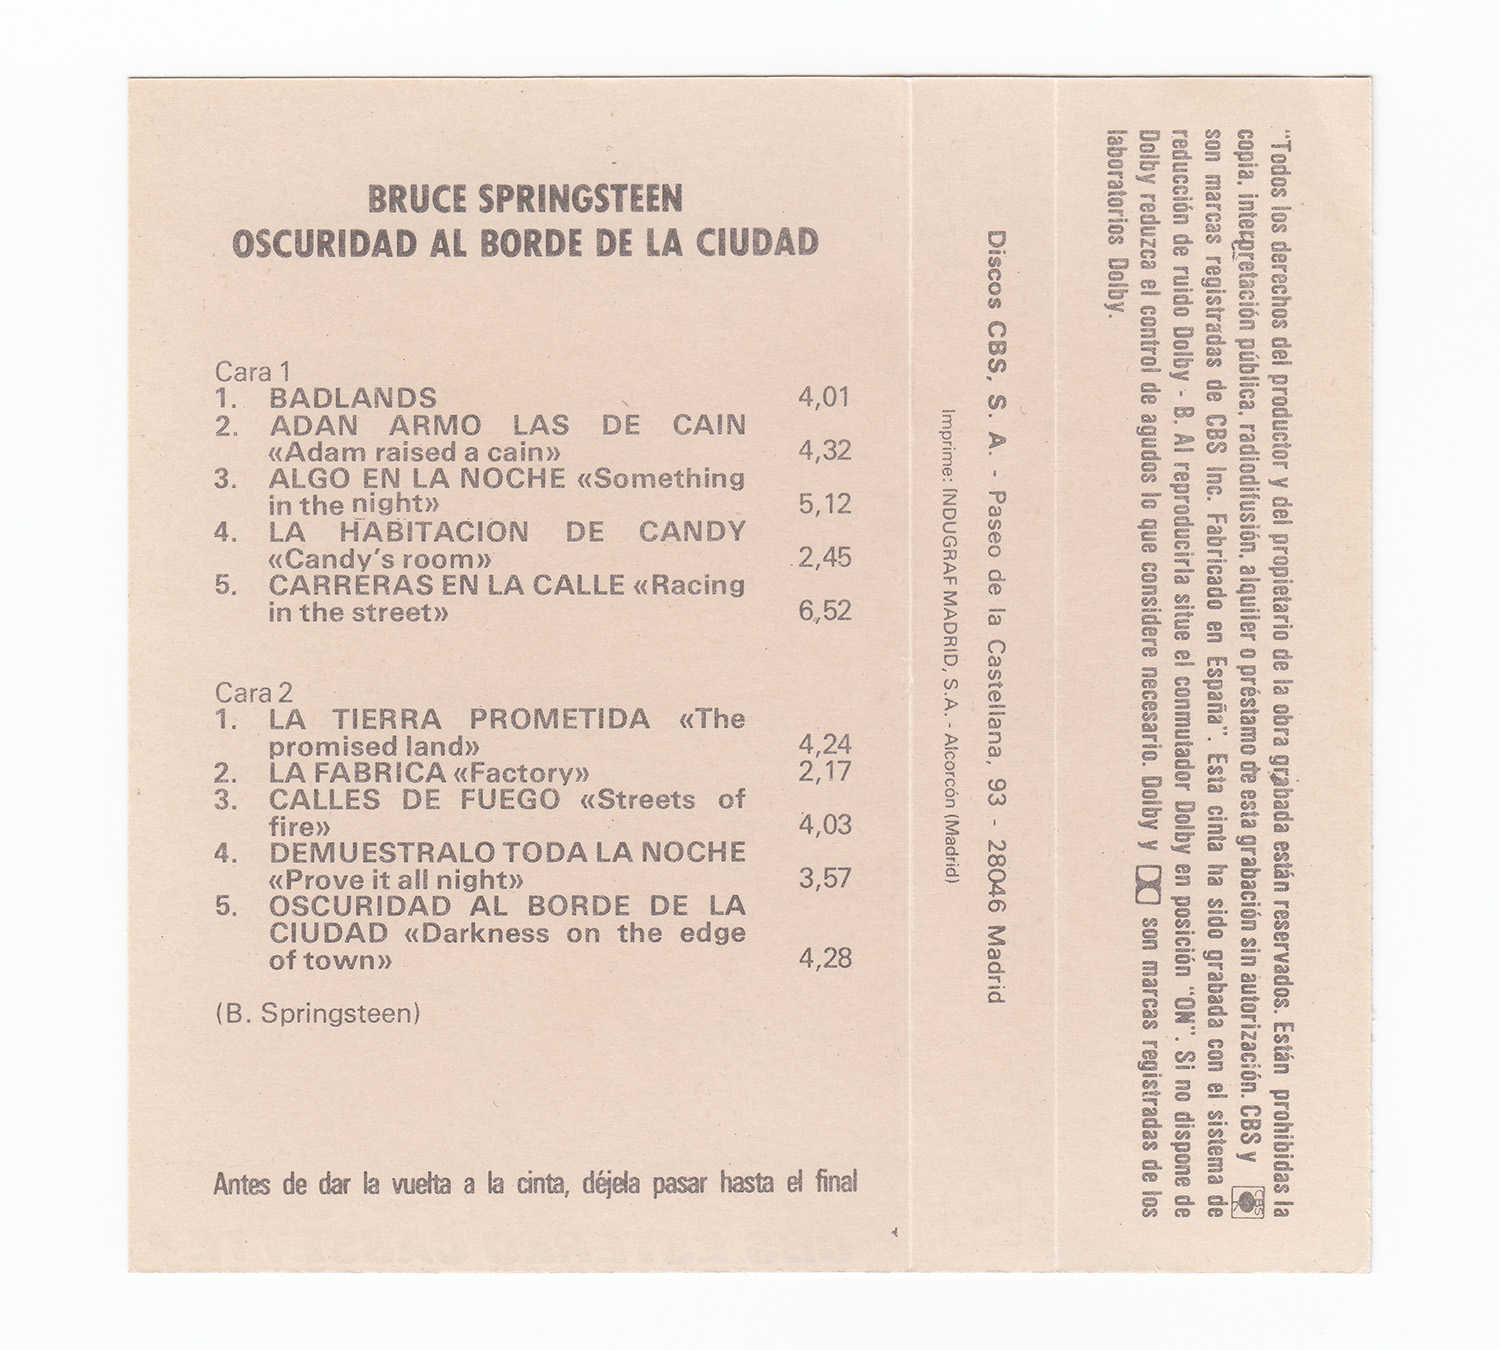 BRUCE SPRINGSTEEN
OSCURIDAD AL BORDE DE LA CIUDAD
Cara 1
1. BADLANDS 4,01
2. ADAN ARMO LAS DE CAIN
«Adam raised a cain» 4,32
3. ALGO EN LA NOCHE «Something
in the night» 5,12
4. LA HABITACION DE CANDY
«Candy's room» 2,45
5. CARRERAS EN LA CALLE «Racing
in the street» 6,52
Cara 2
1. LA TIERRA PROMETIDA «The
promised land» 4,24
2. LA FABRICA «Factory» 2,17
3. CALLES DE FUEGO «Streets of
fire» 4,03
4. DEMUESTRALO TODA LA NOCHE
«Prove it all night» 3,57
5. OSCURIDAD AL BORDE DE LA
CIUDAD «Darkness on the edge
of town» 4,28
(B. Springsteen)
Antes de dar la vuelta a la cinta, déjela pasar hasta el final
Discos CBS, S. A. - Paseo de la Castellana, 93 - 28046 Madrid
Imprime: INDUGRAF MADRID, S.A. - Alcorcón (Madrid)
"Todos los derechos del productor y del propietario de la obra grabada están reservados. Están prohibidas la
copia, interpretación pública, radiodifusión, alquiler o préstamo de esta grabación sin autorización. CBS y CBS
son marcas registradas de CBS Inc. Fabricado en España". Esta cinta ha sido grabada con el sistema de
reducción de ruido Dolby - B. Al reproducirla situe el conmutador Dolby en posición "ON". Si no dispone de
Dolby reduzca el control de agudos lo que considere necesario. Dolby y son marcas registradas de los
laboratorios Dolby.